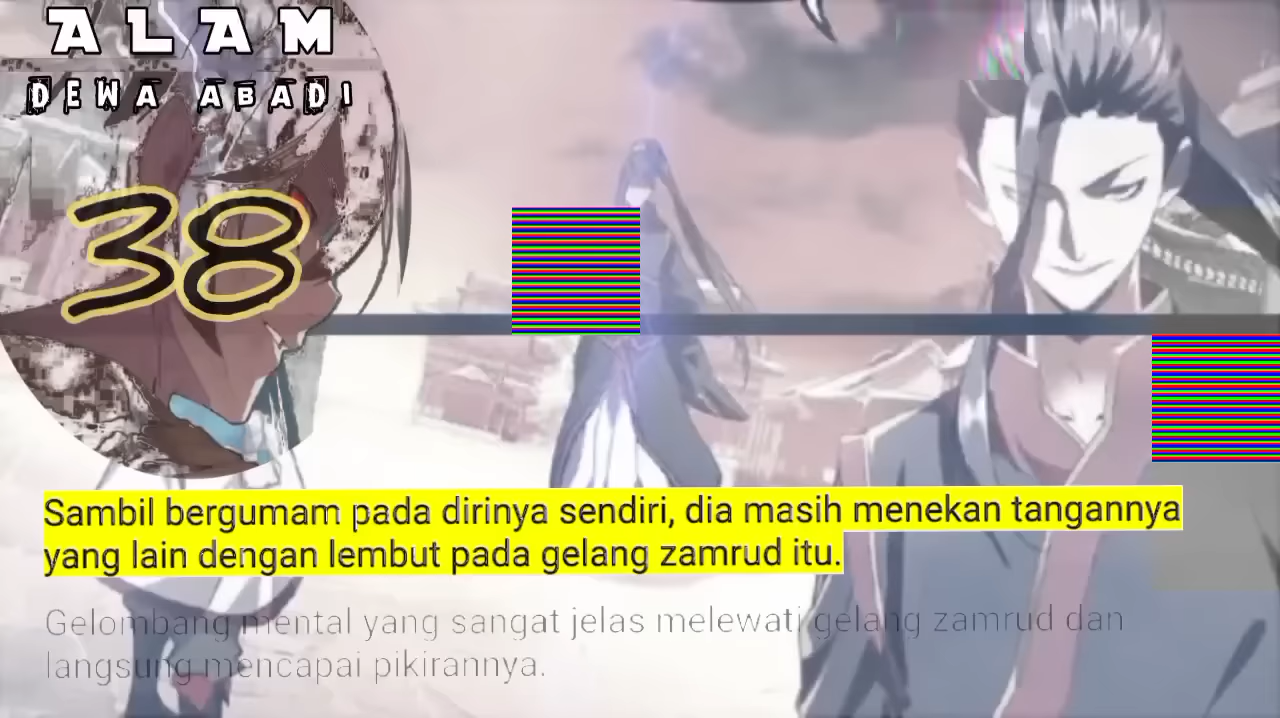 ALAM
DEWA ABADI
38
Sambil bergumam pada dirinya sendiri, dia masih menekan tangannya
yang lain dengan lembut pada gelang zamrud itu.
Gelombang mental yang sangat jelas melewati gelang zamrud dan
langsung mencapai pikirannya.